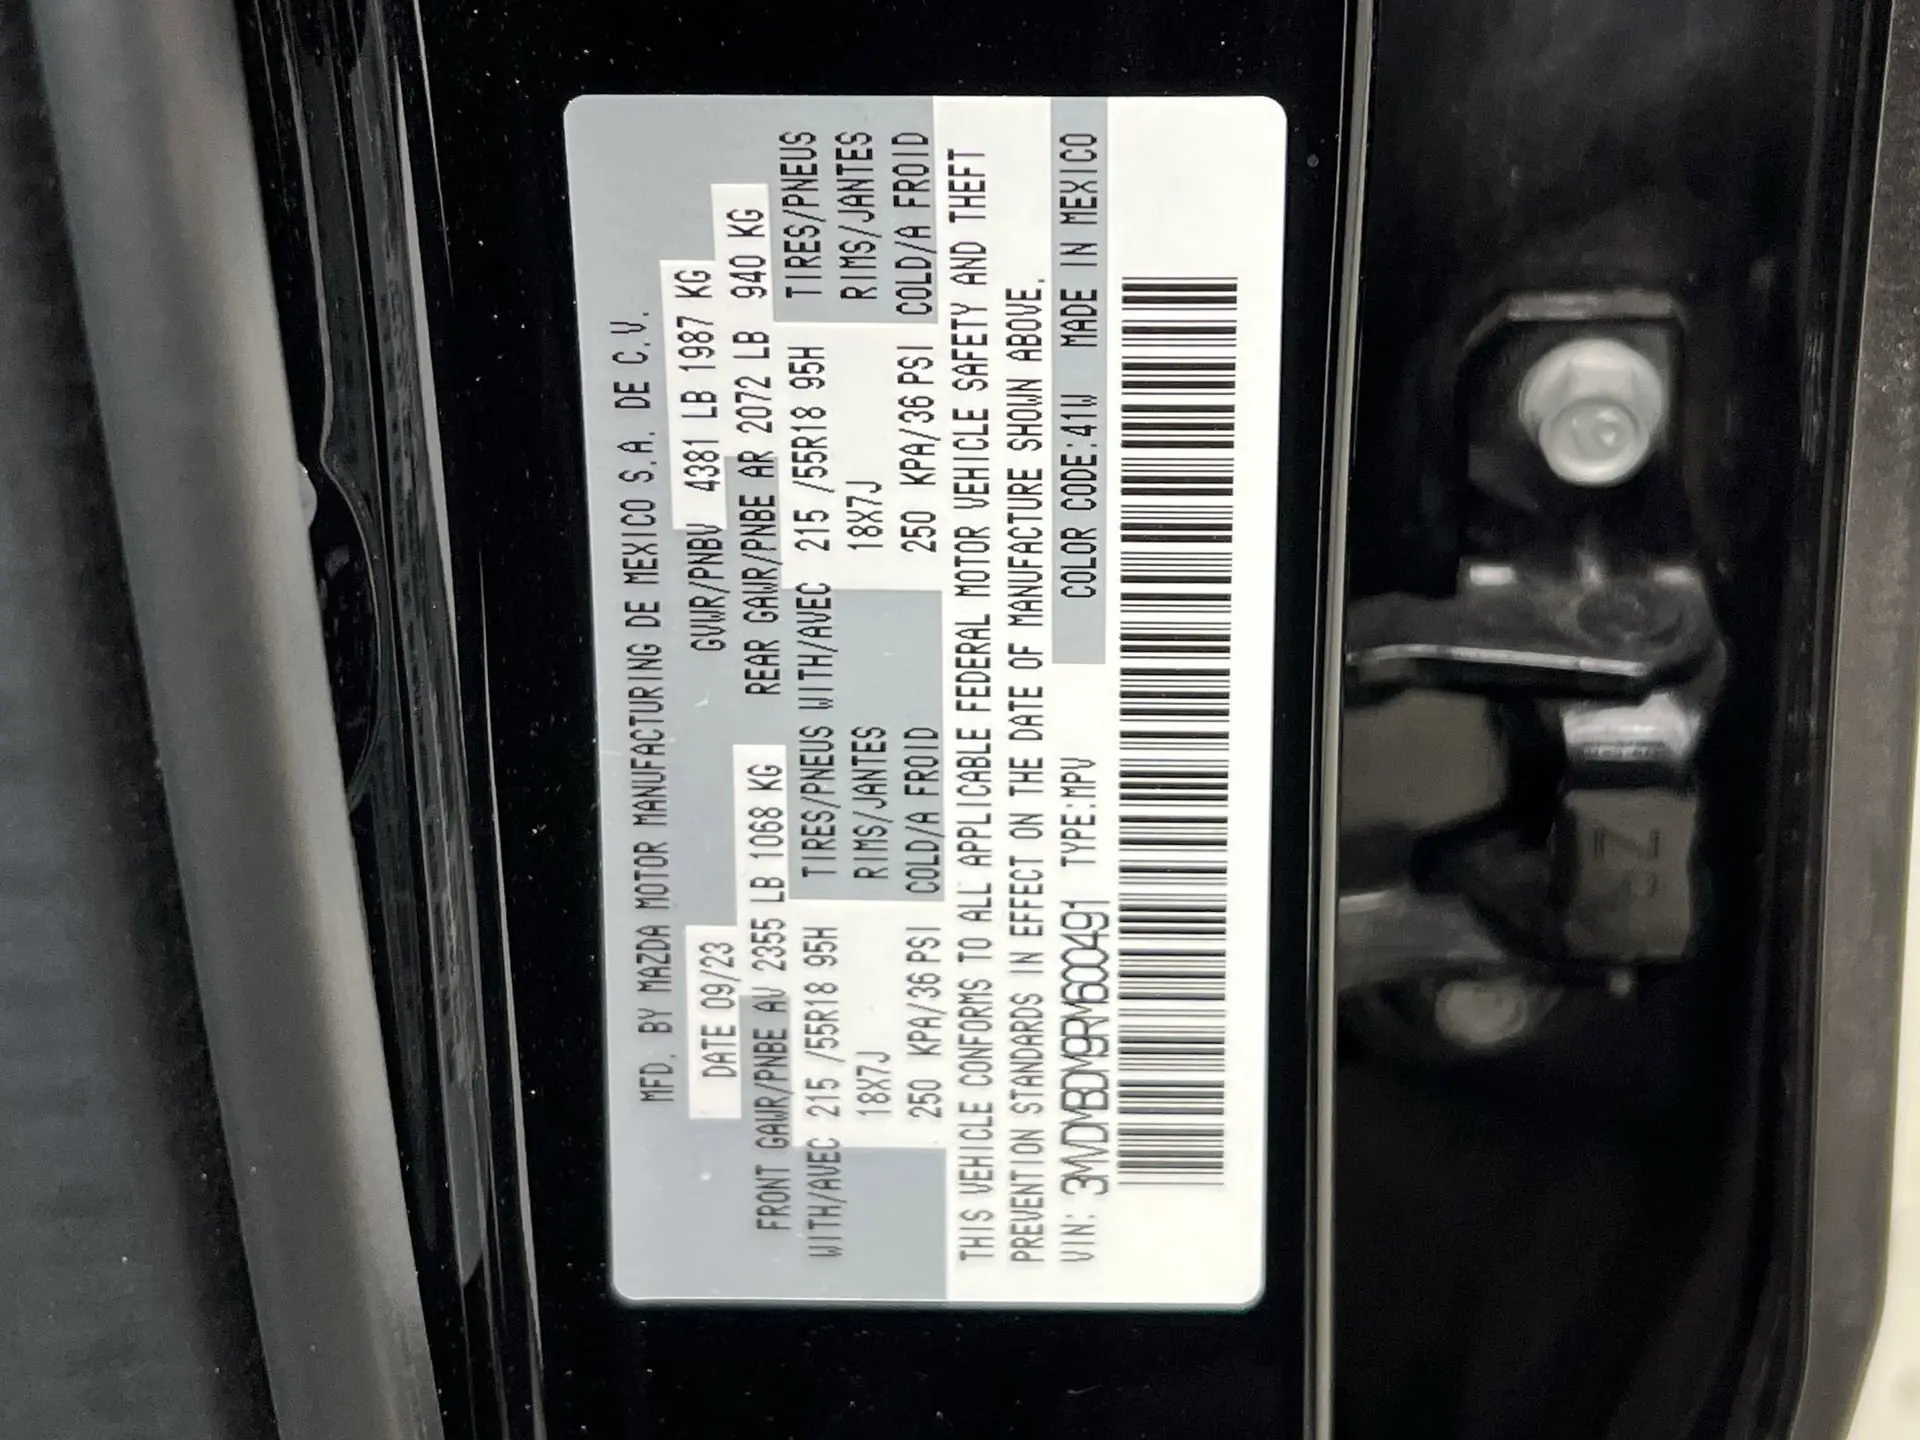 MFD. BY MAZDA MOTOR MANUFACTURING DE MEXICO S.A. DE C.V.
DATE 09/23 GVWR/PNBV 4381 LB 1987 KG
FRONT GAWR/PNBE AV 2355 LB 1068 KG REAR GAWR/PNBE AR 2072 LB 940 KG
WITH/AVEC 215 /55R18 95H TIRES/PNEUS WITH/AVEC 215 /55R18 95H TIRES/PNEUS
18X7J RIMS/JANTES 18X7J RIMS/JANTES
250 KPA/36 PSI COLD/A FROID 250 KPA/36 PSI COLD/A FROID
THIS VEHICLE CONFORMS TO ALL APPLICABLE FEDERAL MOTOR VEHICLE SAFETY AND THEFT
PREVENTION STANDARDS IN EFFECT ON THE DATE OF MANUFACTURE SHOWN ABOVE.
VIN: 3MVDMBDM9RM600491 TYPE:MPV COLOR CODE:41W MADE IN MEXICO